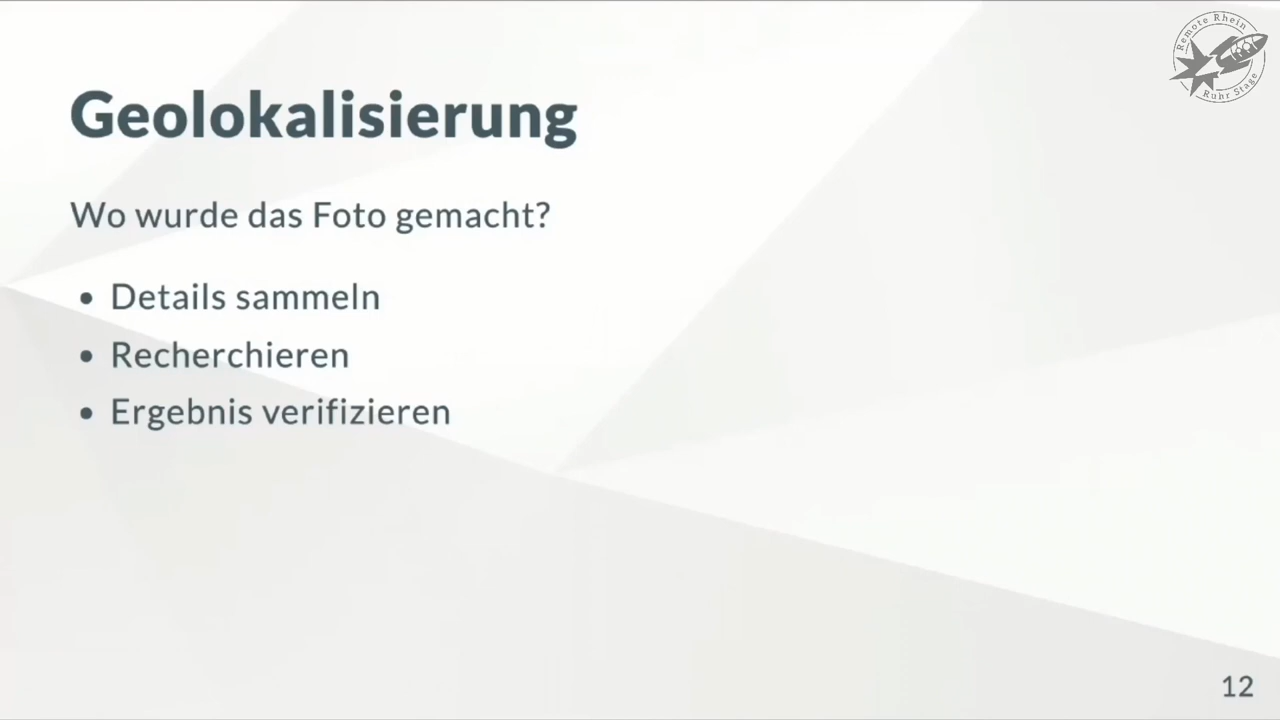 Remote Rhein
Ruhr Stage
Geolokalisierung
Wo wurde das Foto gemacht?
• Details sammeln
• Recherchieren
• Ergebnis verifizieren
12